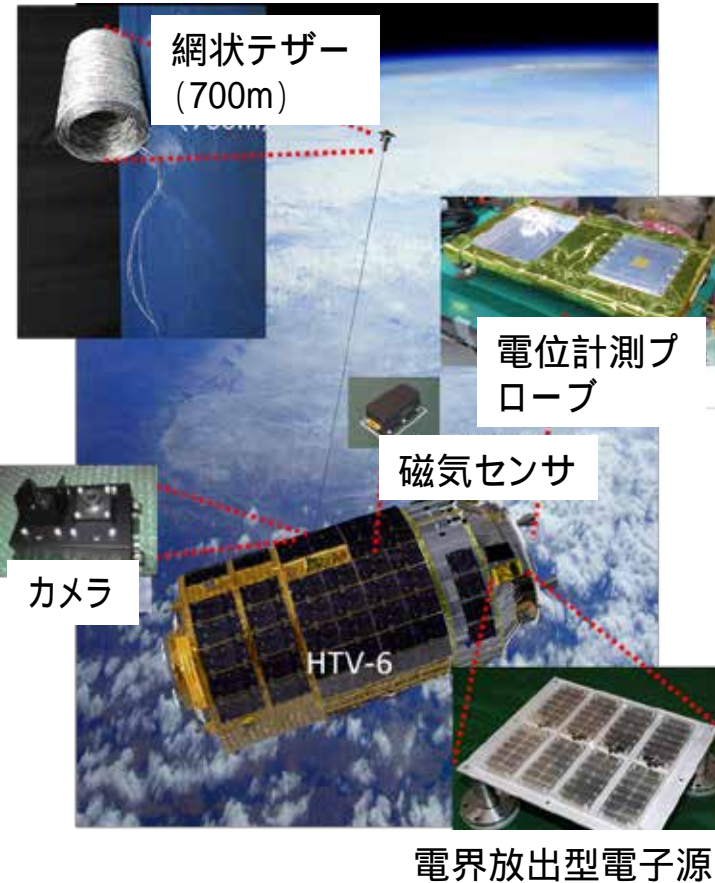 網状テザー
(700m)
電位計測プ
ローブ
磁気センサ
カメラ
HTV-6
電界放出型電子源